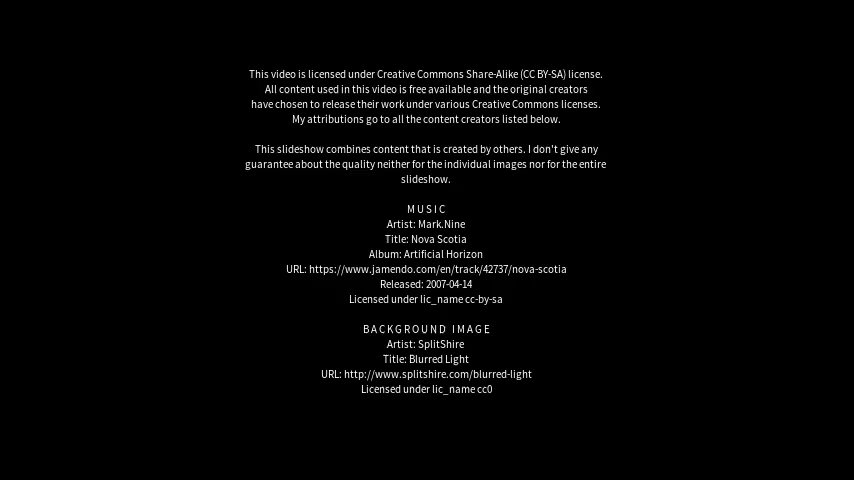 This video is licensed under Creative Commons Share-Alike (CC BY-SA) license.
All content used in this video is free available and the original creators
have chosen to release their work under various Creative Commons licenses.
My attributions go to all the content creators listed below.
This slideshow combines content that is created by others. I don't give any
guarantee about the quality neither for the individual images nor for the entire
slideshow.
MUSIC
Artist: Mark.Nine
Title: Nova Scotia
Album: Artificial Horizon
URL: https://www.jamendo.com/en/track/42737/nova-scotia
Released: 2007-04-14
Licensed under lic_name cc-by-sa
BACKGROUND IMAGE
Artist: SplitShire
Title: Blurred Light
URL: http://www.splitshire.com/blurred-light
Licensed under lic_name cc0